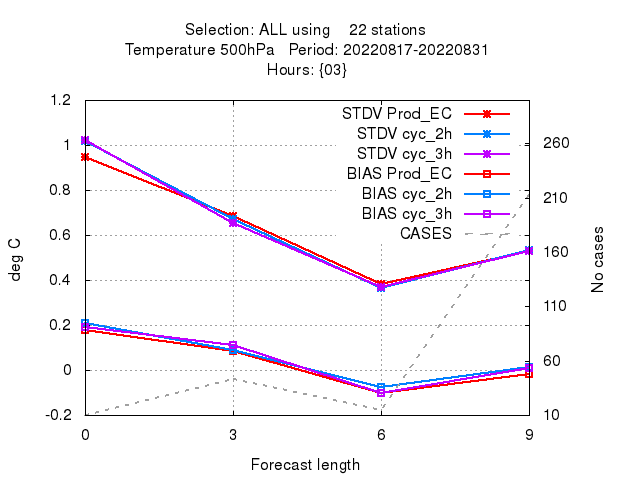 Selection: ALL using 22 stations
Temperature 500hPa Period: 20220817-20220831
Hours: {03}
1.2
1
0.8
0.6
0.4
0.2
0
-0.2
deg C
STDV Prod_EC
STDV cyc_2h
STDV cyc_3h
BIAS Prod_EC
BIAS cyc_2h
BIAS cyc_3h
CASES
260
210
160
110
60
10
No cases
0 3 6 9
Forecast length